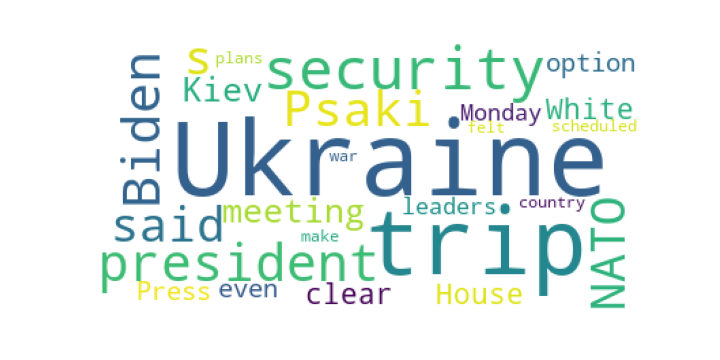 plans
s
security
option
Biden
Kiev
Psaki
Monday
White
felt
scheduled
Ukraine
war
said
meeting
leaders
country
NATO
make
trip
president
Press
even
clear
House